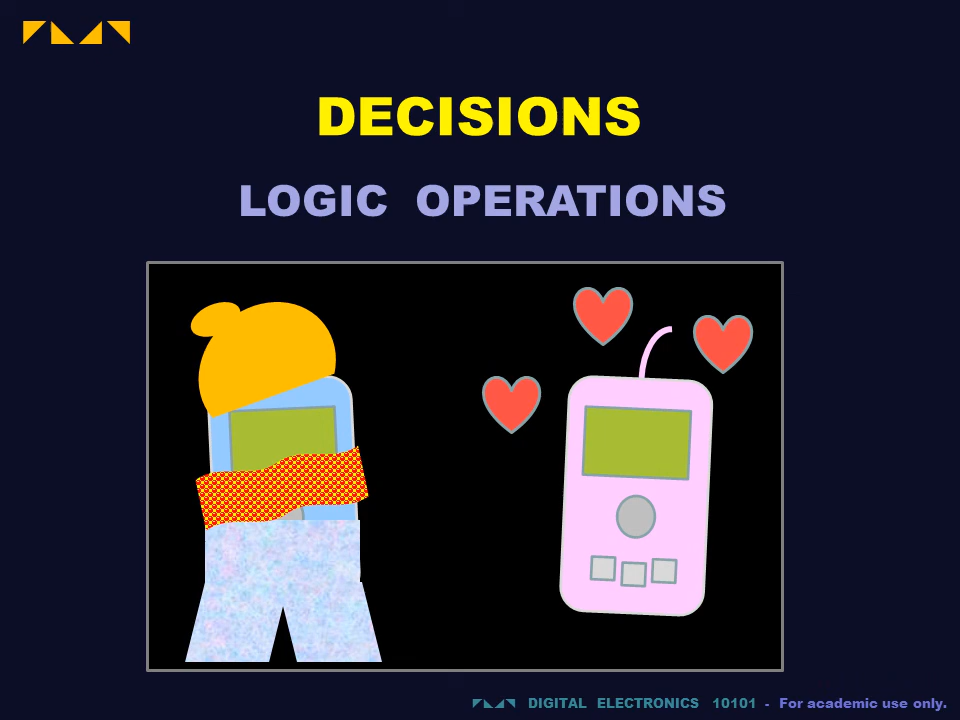 DECISIONS
LOGIC OPERATIONS
DIGITAL ELECTRONICS 10101 - For academic use only.